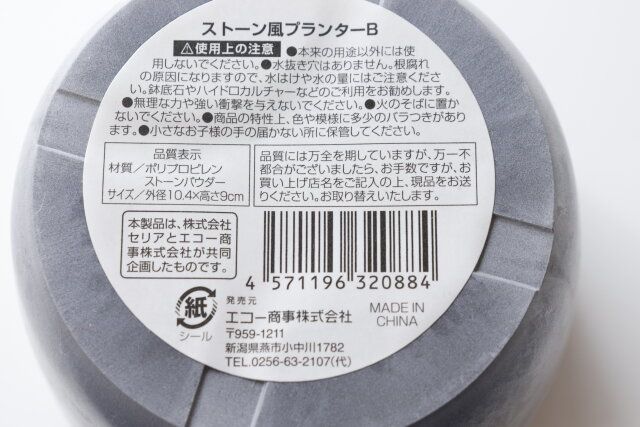 ストーン風プランターB
⚠使用上の注意 ●本来の用途以外には使
用しないでください。●水抜き穴はありません。根腐れ
の原因になりますので、水はけや水の量にはご注意くださ
い。鉢底石やハイドロカルチャーなどのご利用をお勧めします。
●無理な力や強い衝撃を与えないでください。●火のそばに置か
ないでください。●商品の特性上、色や模様に多少のバラつきがあり
ます。●小さなお子様の手の届かない所に保管してください。
品質表示
材質／ポリプロピレン
ストーンパウダー
サイズ／外径10.4×高さ9cm
品質には万全を期していますが、万一不
都合がございましたら、お手数ですが、お
買い上げ店名をご記入の上、現品をお送
りください。お取り替えいたします。
本製品は、株式会社
セリアとエコー商
事株式会社が共同
企画したものです。
4 571196 320884
紙
シール
発売元
エコー商事株式会社
〒959-1211
新潟県燕市小中川1782
TEL.0256-63-2107(代)
MADE IN
CHINA